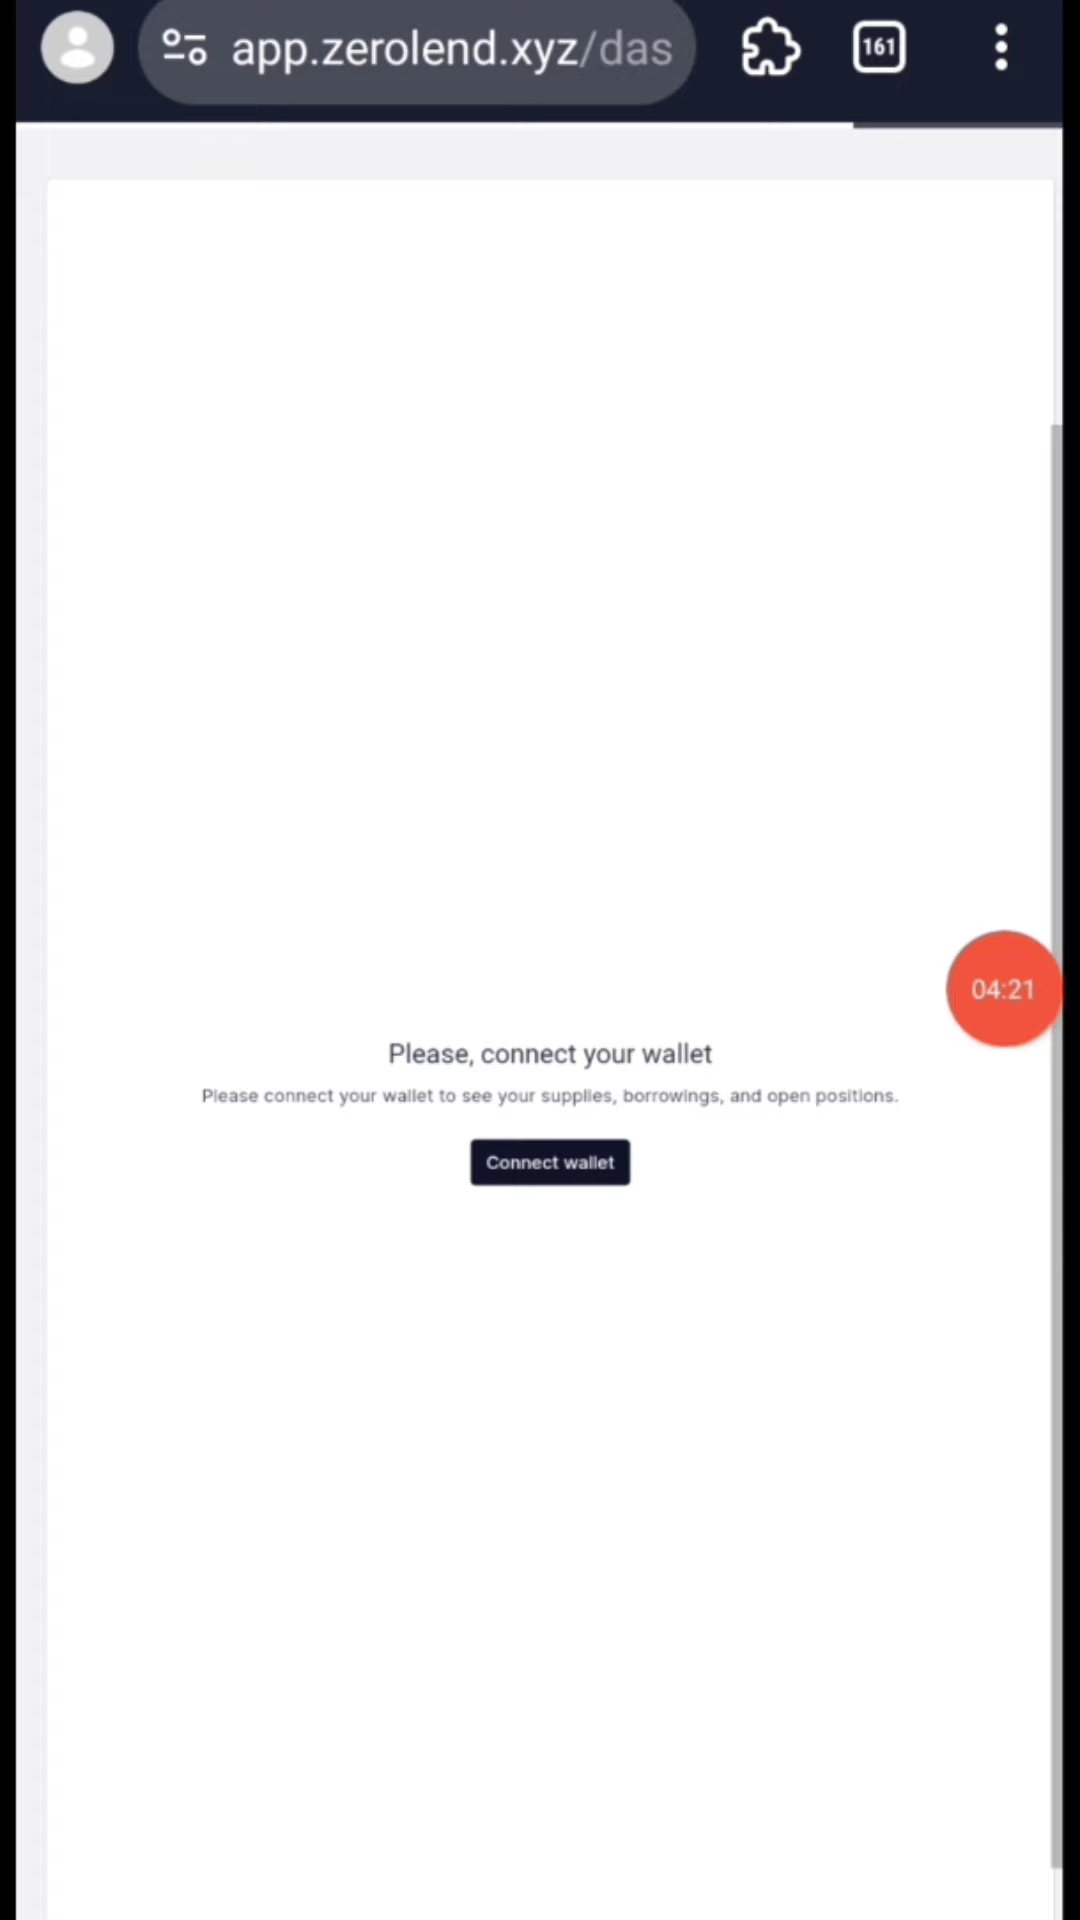 app.zerolend.xyz/das
161
04:21
Please, connect your wallet
Please connect your wallet to see your supplies, borrowings, and open positions.
Connect wallet